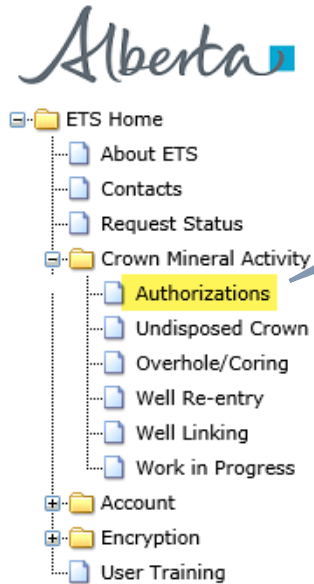 Alberta
ETS Home
About ETS
Contacts
Request Status
Crown Mineral Activity
Authorizations
Undisposed Crown
Overhole/Coring
Well Re-entry
Well Linking
Work in Progress
Account
Encryption
User Training